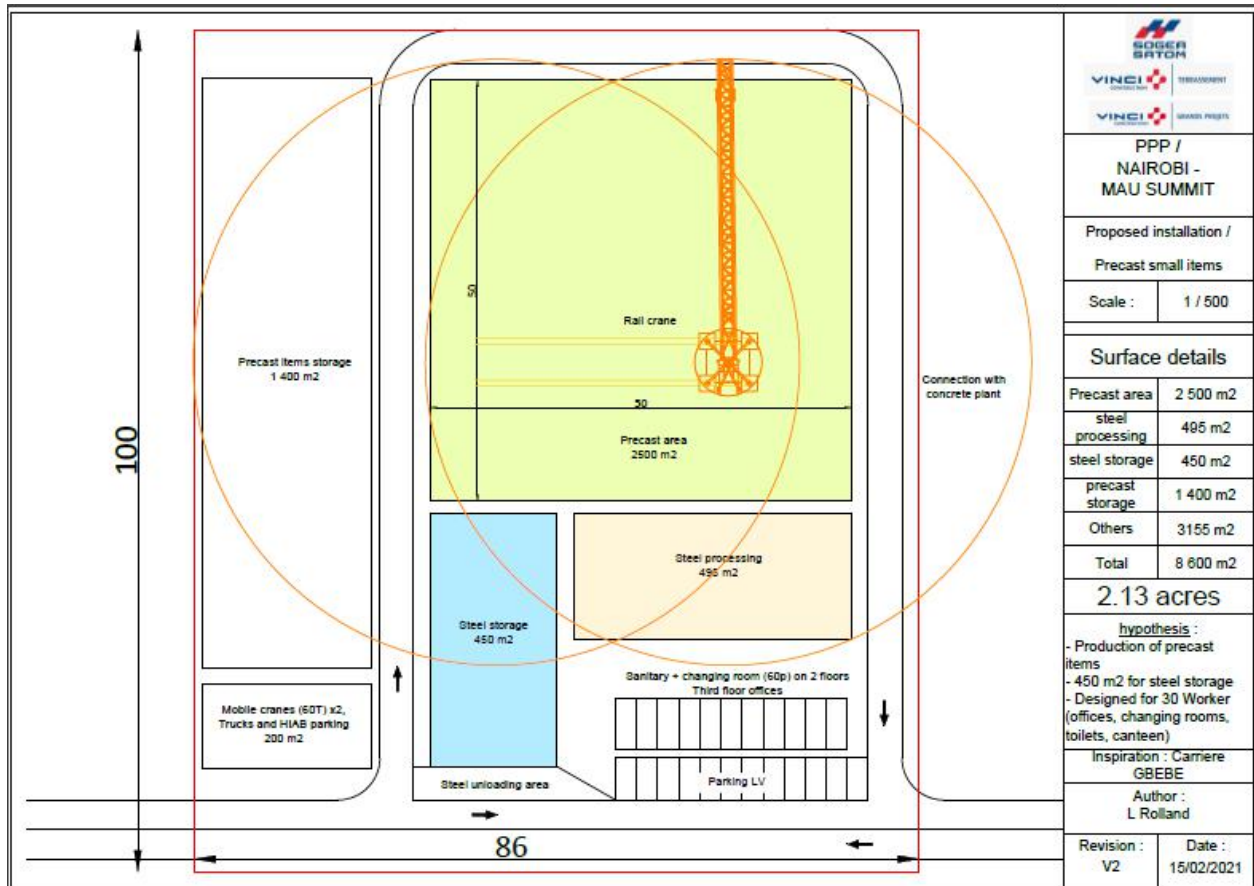 100
86
50
50
Rail crane
Precast items storage
1 400 m2
Connection with
concrete plant
Precast area
2500 m2
Steel processing
495 m2
Steel storage
450 m2
Sanitary + changing room (60p) on 2 floors
Third floor offices
Mobile cranes (60T) x2,
Trucks and HIAB parking
200 m2
Steel unloading area
Parking LV
SOGEA
SATOM
VINCI
CONSTRUCTION
TERRASSEMENT
VINCI
CONSTRUCTION
GRANDS PROJETS
PPP /
NAIROBI -
MAU SUMMIT
Proposed installation /
Precast small items
Scale : 1 / 500
Surface details
Precast area 2 500 m2
steel
processing 495 m2
steel storage 450 m2
precast
storage 1 400 m2
Others 3155 m2
Total 8 600 m2
2.13 acres
hypothesis :
- Production of precast
items
- 450 m2 for steel storage
- Designed for 30 Worker
(offices, changing rooms,
toilets, canteen)
Inspiration : Carriere
GBEBE
Author :
L Rolland
Revision :
V2
Date :
15/02/2021